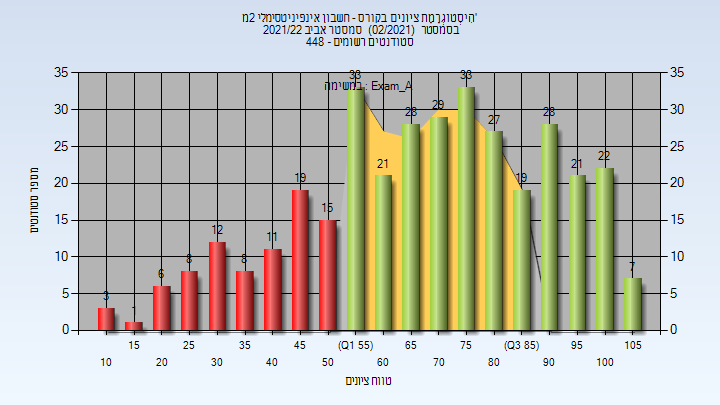 היסטוגרמת ציונים בקורס - חשבון אינפיניטסימלי 2מ'
בסמסטר (02/2021) סמסטר אביב 2021/22
סטודנטים רשומים - 448
במשימה : Exam_A
מספר סטודנטים
35 30 25 20 15 10 5 0
3 1 6 8 12 8 11 19 15 33 21 28 29 33 27 19 28 21 22 7
35 30 25 20 15 10 5 0
15 25 35 45 (Q1 55) 65 75 (Q3 85) 95 105
10 20 30 40 50 60 70 80 90 100
טווח ציונים